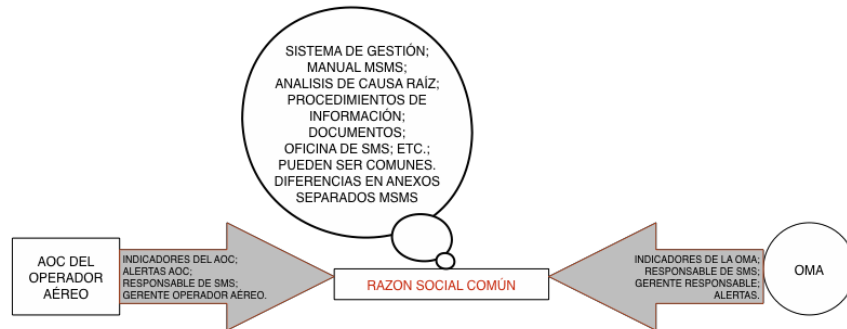 SISTEMA DE GESTIÓN;
MANUAL MSMS;
ANALISIS DE CAUSA RAÍZ;
PROCEDIMIENTOS DE
INFORMACIÓN;
DOCUMENTOS;
OFICINA DE SMS; ETC.;
PUEDEN SER COMUNES.
DIFERENCIAS EN ANEXOS
SEPARADOS MSMS
AOC DEL
OPERADOR
AÉREO
INDICADORES DEL AOC;
ALERTAS AOC;
RESPONSABLE DE SMS;
GERENTE OPERADOR AÉREO.
RAZON SOCIAL COMÚN
INDICADORES DE LA OMA;
RESPONSABLE DE SMS;
GERENTE RESPONSABLE;
ALERTAS.
OMA